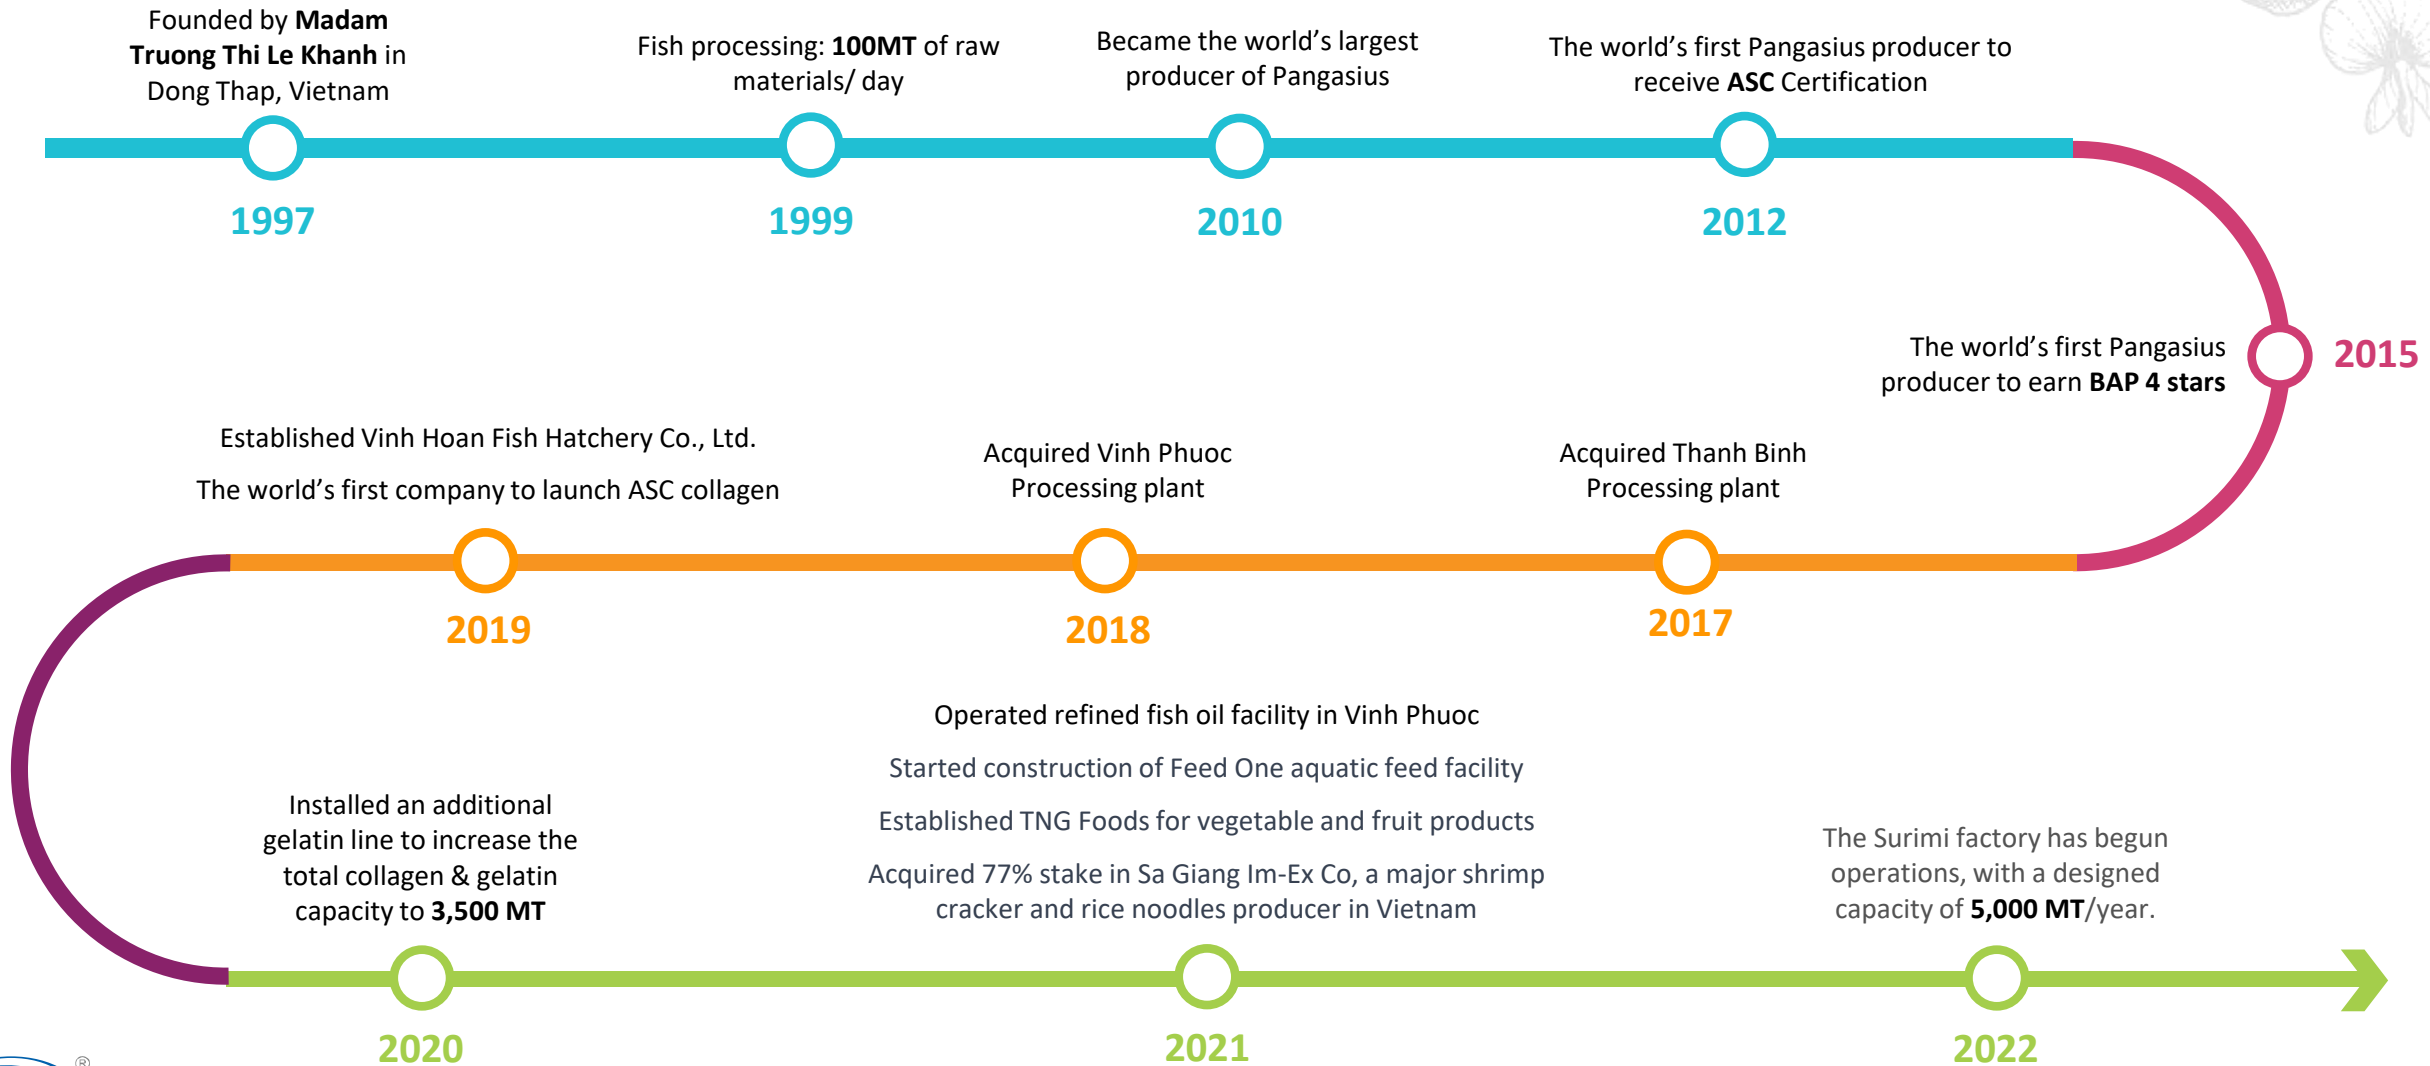 Founded by Madam
Truong Thi Le Khanh in
Dong Thap, Vietnam
1997
Fish processing: 100MT of raw
materials/ day
1999
Became the world’s largest
producer of Pangasius
2010
The world’s first Pangasius producer to
receive ASC Certification
2012
The world’s first Pangasius
producer to earn BAP 4 stars
2015
Acquired Thanh Binh
Processing plant
2017
Acquired Vinh Phuoc
Processing plant
2018
Established Vinh Hoan Fish Hatchery Co., Ltd.
The world’s first company to launch ASC collagen
2019
Installed an additional
gelatin line to increase the
total collagen & gelatin
capacity to 3,500 MT
2020
Operated refined fish oil facility in Vinh Phuoc
Started construction of Feed One aquatic feed facility
Established TNG Foods for vegetable and fruit products
Acquired 77% stake in Sa Giang Im-Ex Co, a major shrimp
cracker and rice noodles producer in Vietnam
2021
The Surimi factory has begun
operations, with a designed
capacity of 5,000 MT/year.
2022
®